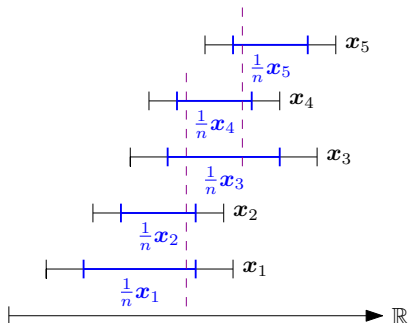 𝒙₅
1/n 𝒙₅
𝒙₄
1/n 𝒙₄
𝒙₃
1/n 𝒙₃
𝒙₂
1/n 𝒙₂
𝒙₁
1/n 𝒙₁
ℝ